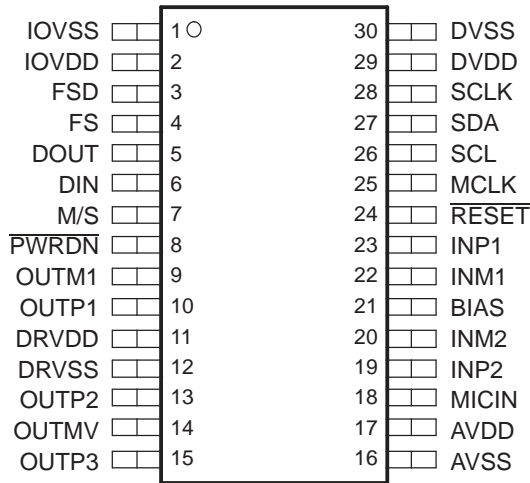 IOVSS 1 30 DVSS
IOVDD 2 29 DVDD
FSD 3 28 SCLK
FS 4 27 SDA
DOUT 5 26 SCL
DIN 6 25 MCLK
M/S 7 24 RESET
PWRDN 8 23 INP1
OUTM1 9 22 INM1
OUTP1 10 21 BIAS
DRVDD 11 20 INM2
DRVSS 12 19 INP2
OUTP2 13 18 MICIN
OUTMV 14 17 AVDD
OUTP3 15 16 AVSS